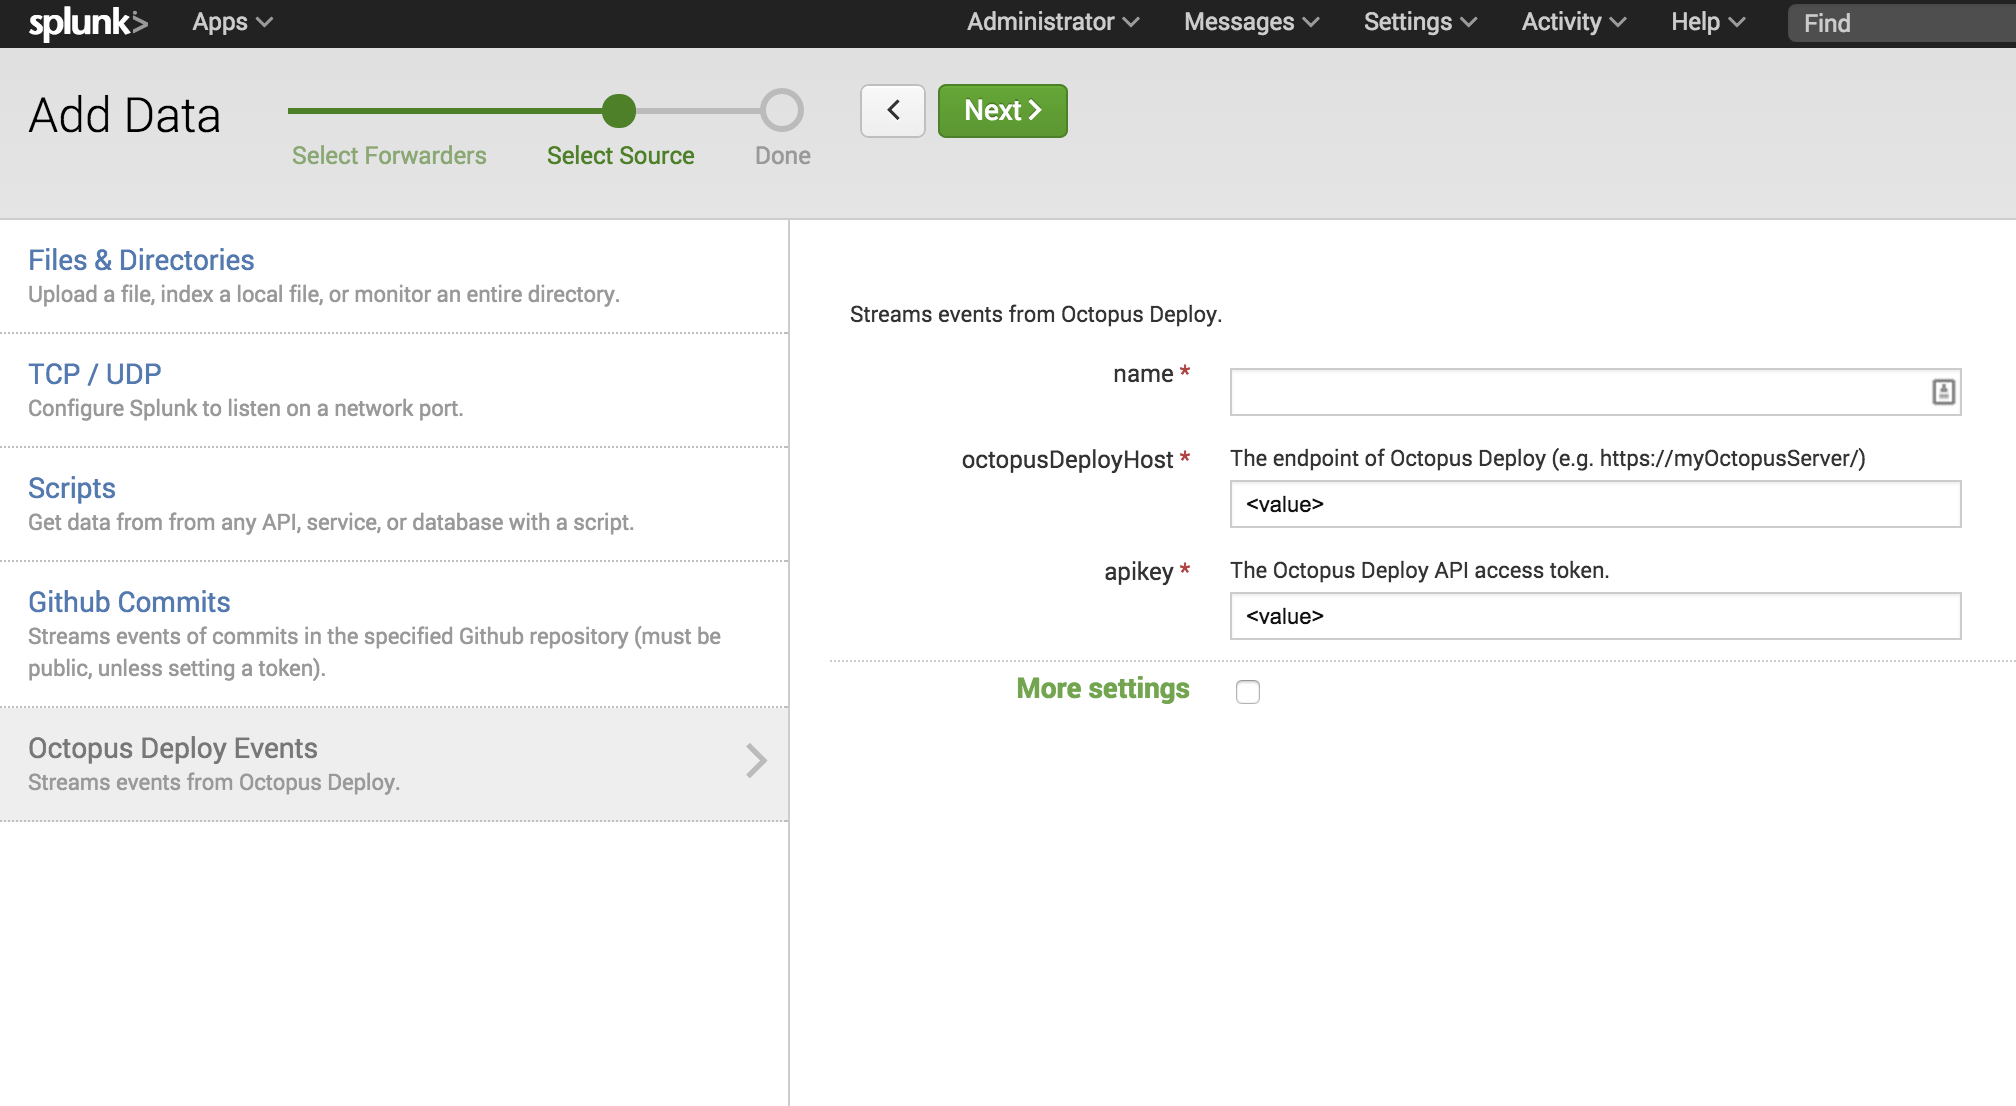 splunk> Apps Administrator Messages Settings Activity Help Find
Add Data
Select Forwarders Select Source Done
Next
Files & Directories
Upload a file, index a local file, or monitor an entire directory.
TCP / UDP
Configure Splunk to listen on a network port.
Scripts
Get data from from any API, service, or database with a script.
Github Commits
Streams events of commits in the specified Github repository (must be
public, unless setting a token).
Octopus Deploy Events
Streams events from Octopus Deploy.
Streams events from Octopus Deploy.
name *
octopusDeployHost * The endpoint of Octopus Deploy (e.g. https://myOctopusServer/)
<value>
apikey * The Octopus Deploy API access token.
<value>
More settings